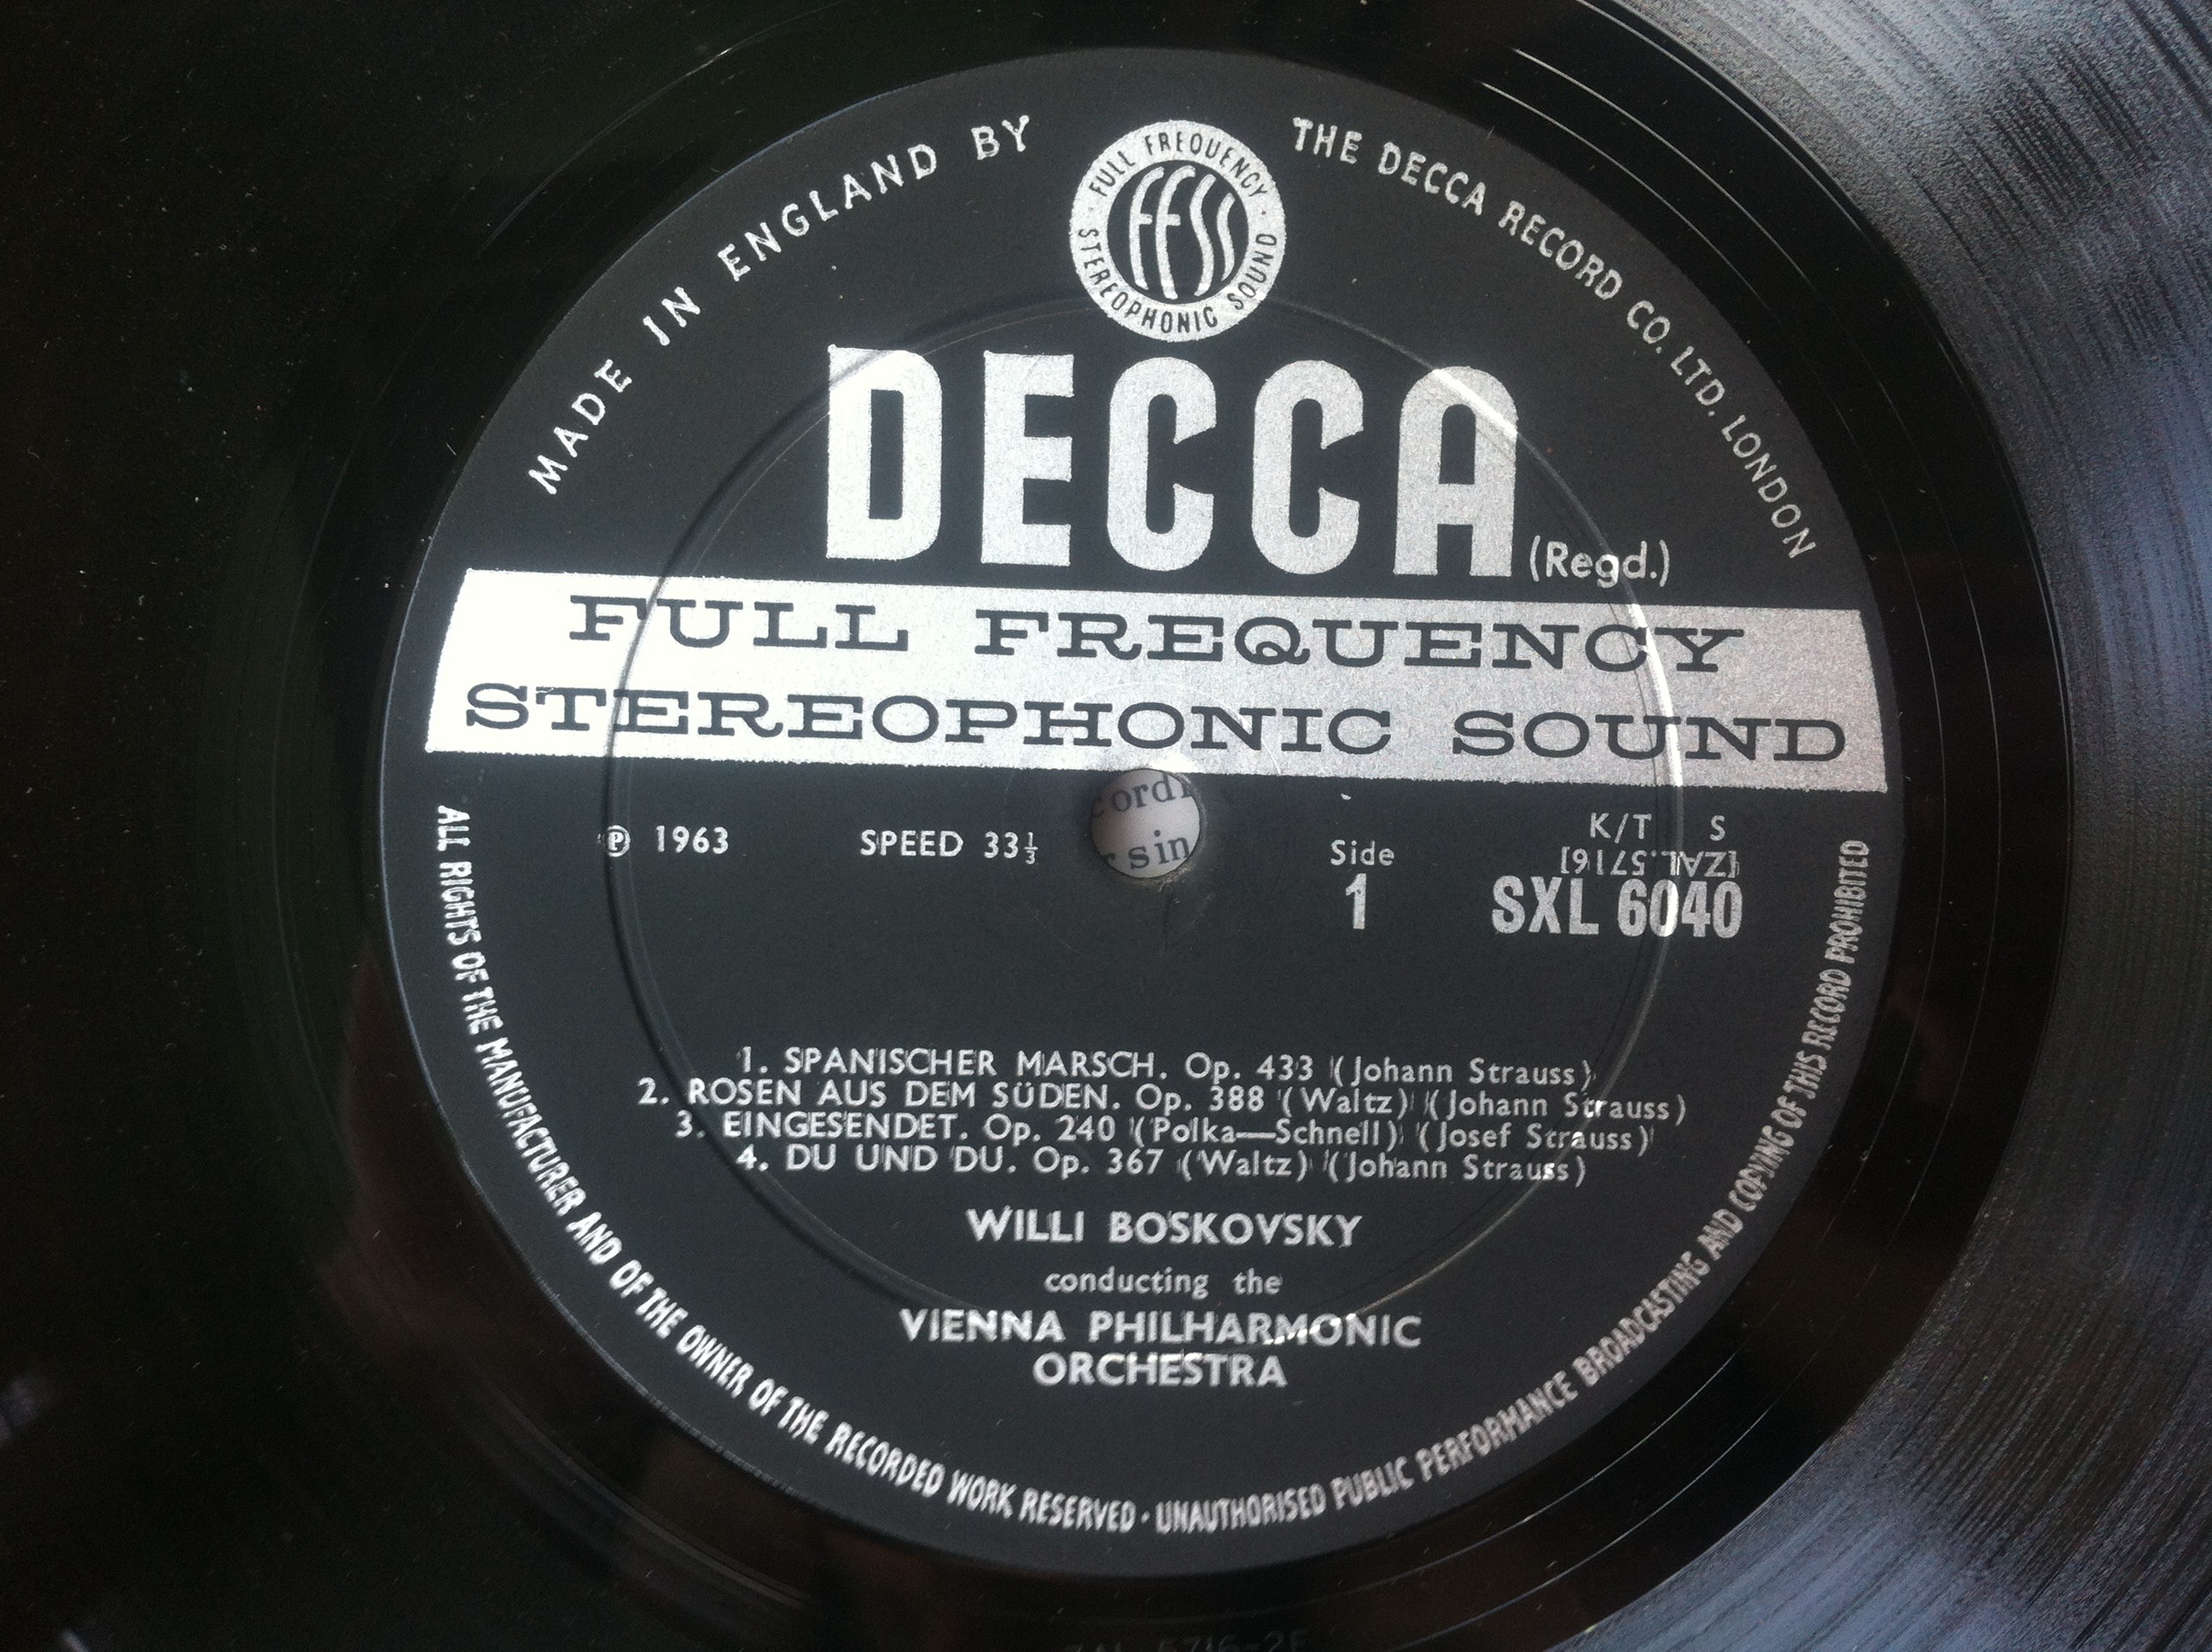 MADE IN ENGLAND BY
THE DECCA RECORD CO. LTD. LONDON
FULL FREQUENCY
ffss
STEREOPHONIC SOUND
DECCA (Regd.)
FULL FREQUENCY
STEREOPHONIC SOUND
cordi
r sin
℗ 1963
SPEED 33⅓
Side
1
K/T S
[ZAL.5716]
SXL 6040
1. SPANISCHER MARSCH. Op. 433 (Johann Strauss)
2. ROSEN AUS DEM SÜDEN. Op. 388 (Waltz) (Johann Strauss)
3. EINGESENDET. Op. 240 (Polka—Schnell) (Josef Strauss)
4. DU UND DU. Op. 367 (Waltz) (Johann Strauss)
WILLI BOSKOVSKY
conducting the
VIENNA PHILHARMONIC
ORCHESTRA
ALL RIGHTS OF THE MANUFACTURER AND OF THE OWNER OF THE RECORDED WORK RESERVED · UNAUTHORISED PUBLIC PERFORMANCE BROADCASTING AND COPYING OF THIS RECORD PROHIBITED